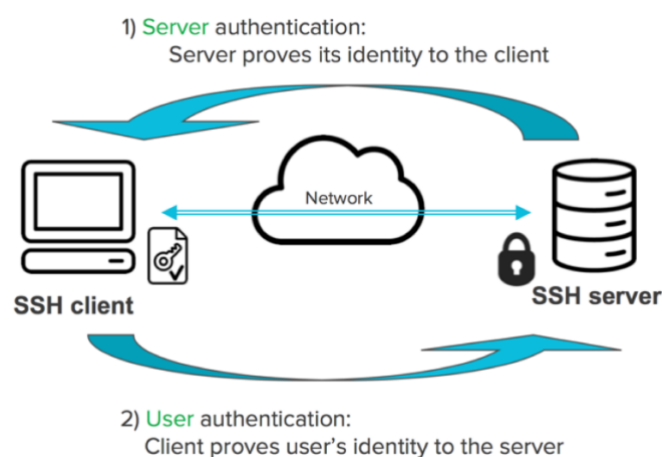 1) Server authentication:
Server proves its identity to the client
Network
SSH client
SSH server
2) User authentication:
Client proves user's identity to the server